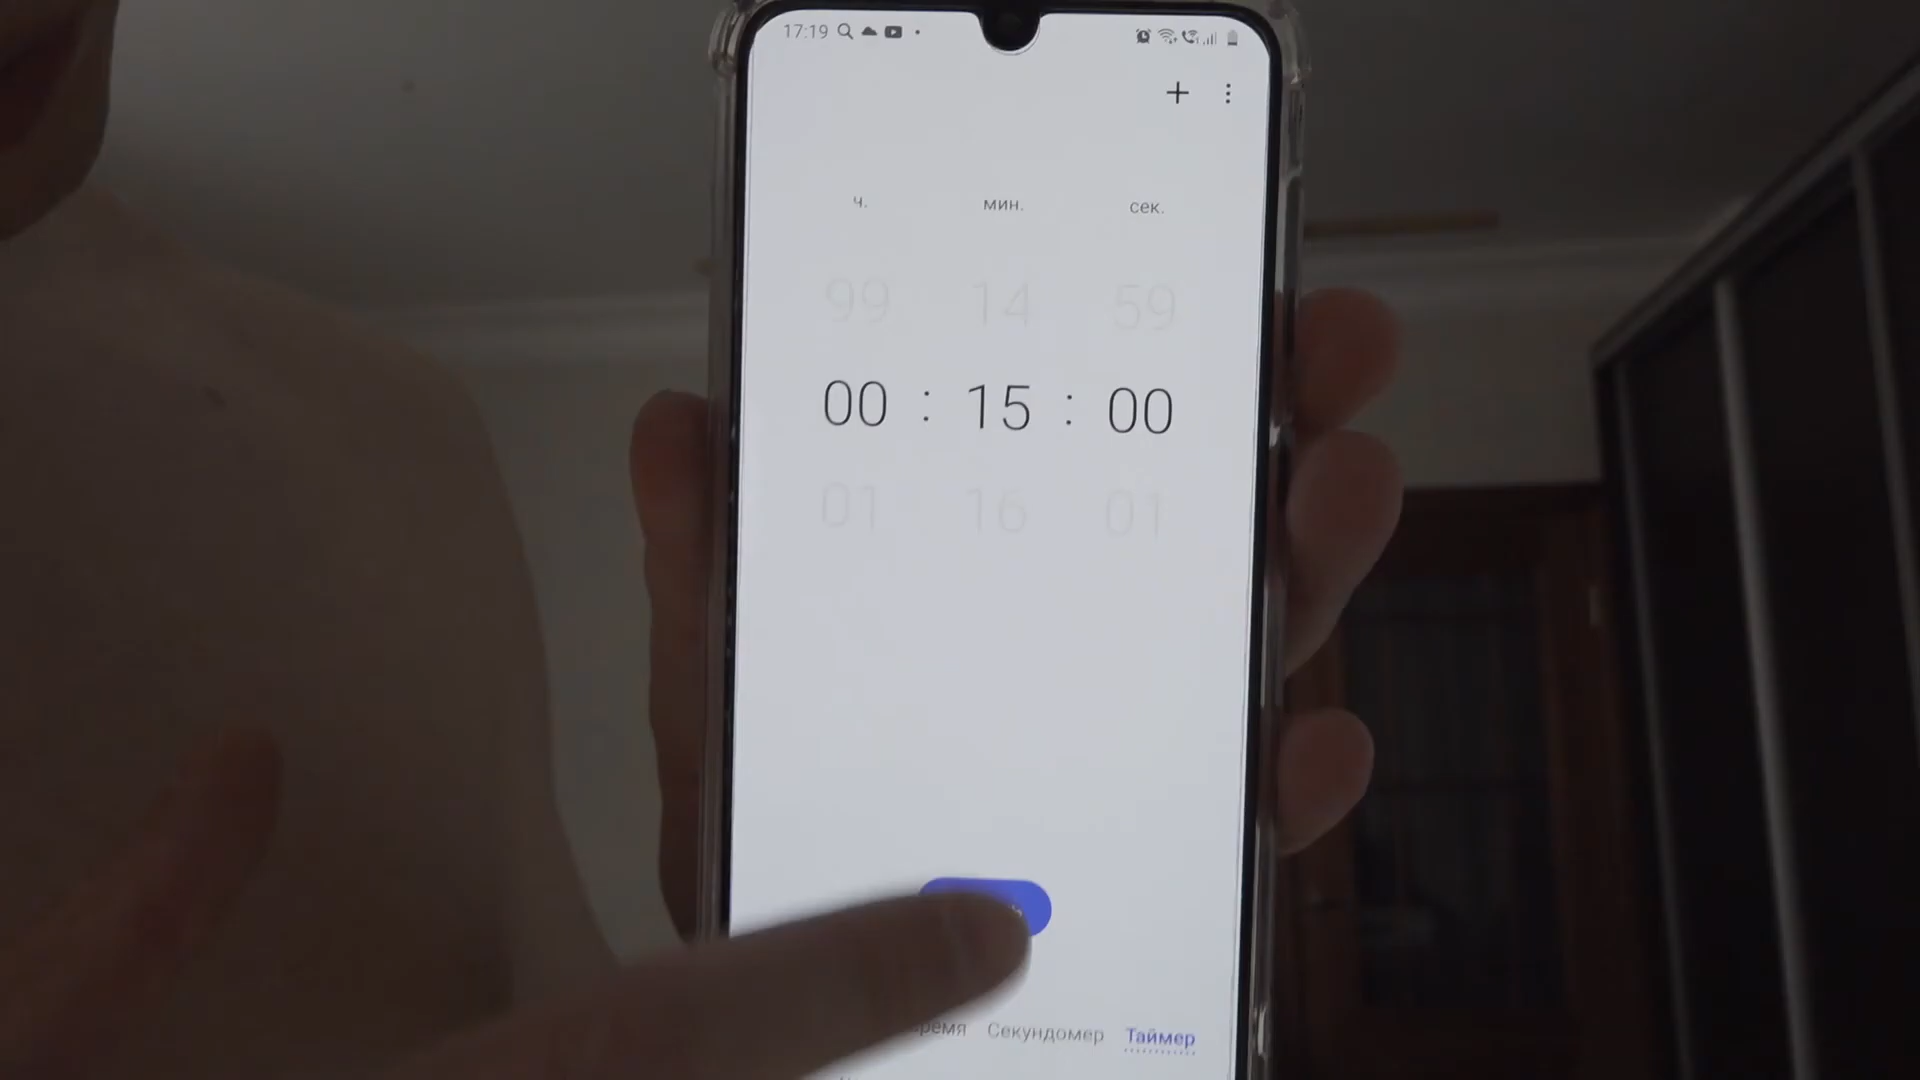 17:19
ч. мин. сек.
99 14 59
00 : 15 : 00
01 16 01
Секундомер Таймер